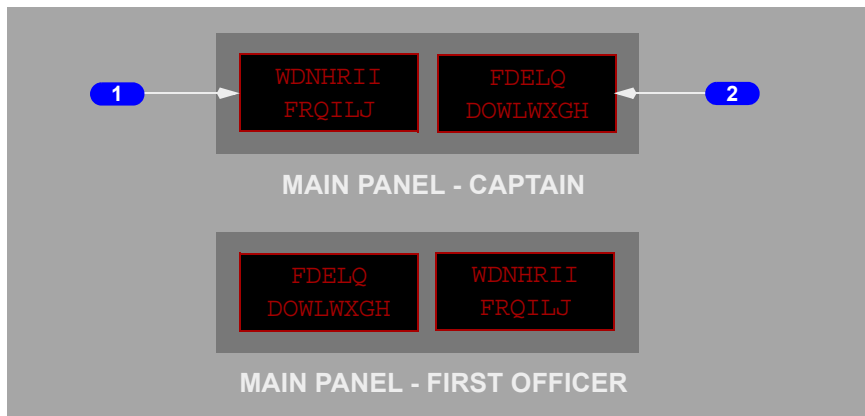 WDNHRII
FRQILJ
FDELQ
DOWLWXGH
1
2
MAIN PANEL - CAPTAIN
FDELQ
DOWLWXGH
WDNHRII
FRQILJ
MAIN PANEL - FIRST OFFICER